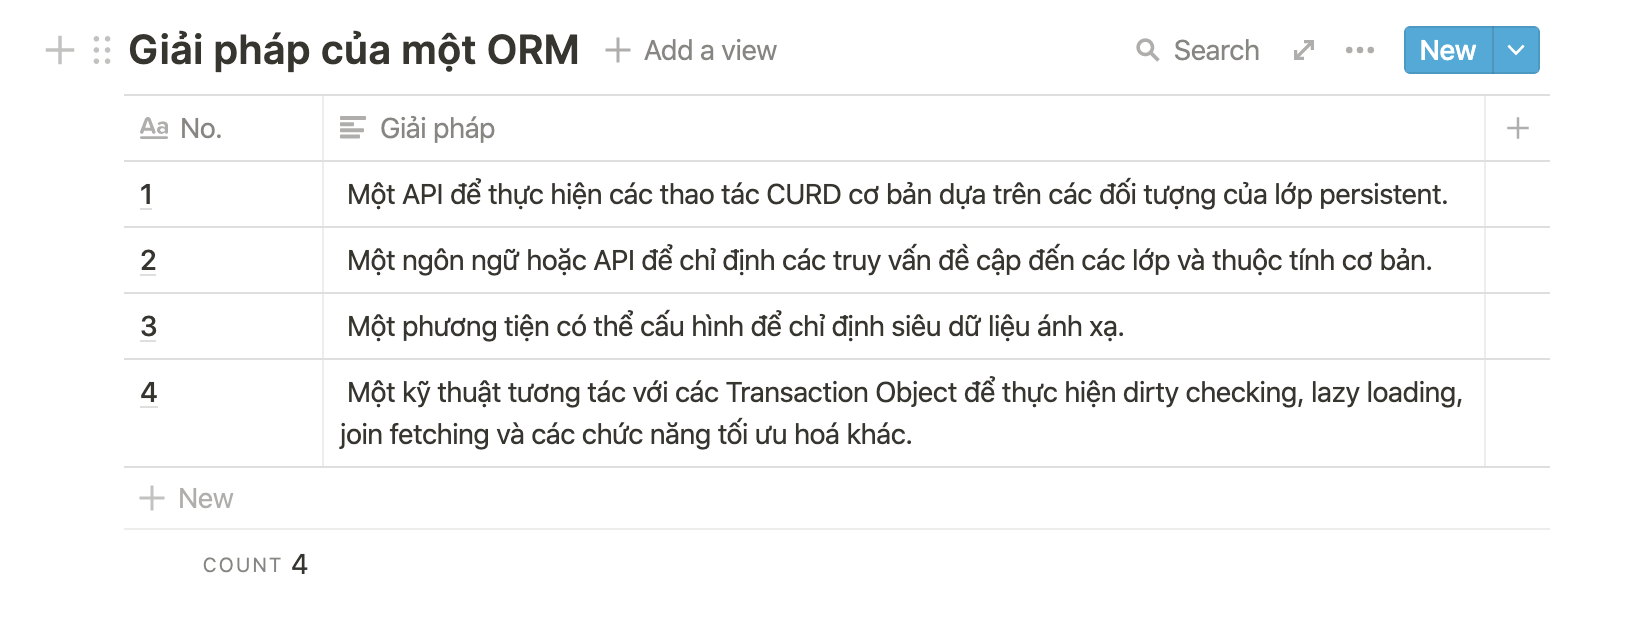 Giải pháp của một ORM
Add a view
Search
New
Aa No.
Giải pháp
1
Một API để thực hiện các thao tác CURD cơ bản dựa trên các đối tượng của lớp persistent.
2
Một ngôn ngữ hoặc API để chỉ định các truy vấn đề cập đến các lớp và thuộc tính cơ bản.
3
Một phương tiện có thể cấu hình để chỉ định siêu dữ liệu ánh xạ.
4
Một kỹ thuật tương tác với các Transaction Object để thực hiện dirty checking, lazy loading,
join fetching và các chức năng tối ưu hoá khác.
New
COUNT 4